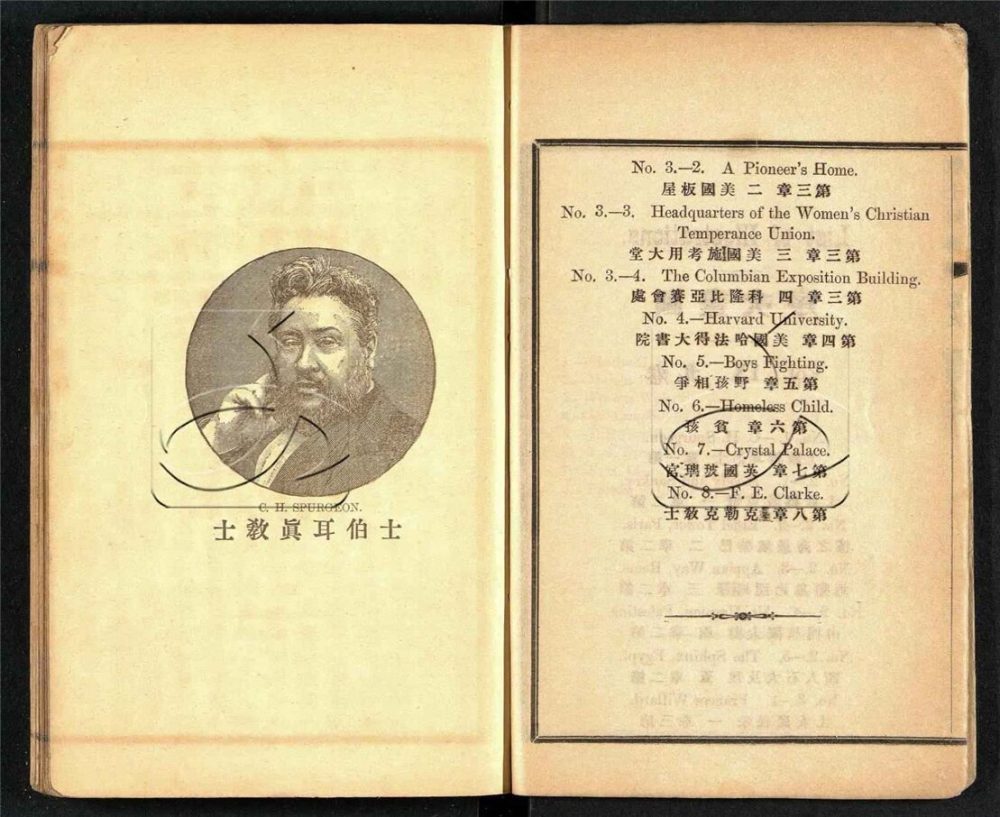 C. H. SPURGEON.
士伯耳眞敎士
No. 3.—2. A Pioneer's Home.
第三章 二 美國板屋
No. 3.—3. Headquarters of the Women's Christian
Temperance Union.
第三章 三 美國施考用大堂
No. 3.—4. The Columbian Exposition Building.
第三章 四 科隆比亞賽會處
No. 4.—Harvard University.
第四章 美國哈法得大書院
No. 5.—Boys Fighting.
第五章 野孩相爭
No. 6.—Homeless Child.
第六章 貧孩
No. 7.—Crystal Palace.
第七章 英國玻璃宮
No. 8.—F. E. Clarke.
第八章 克勒克敎士